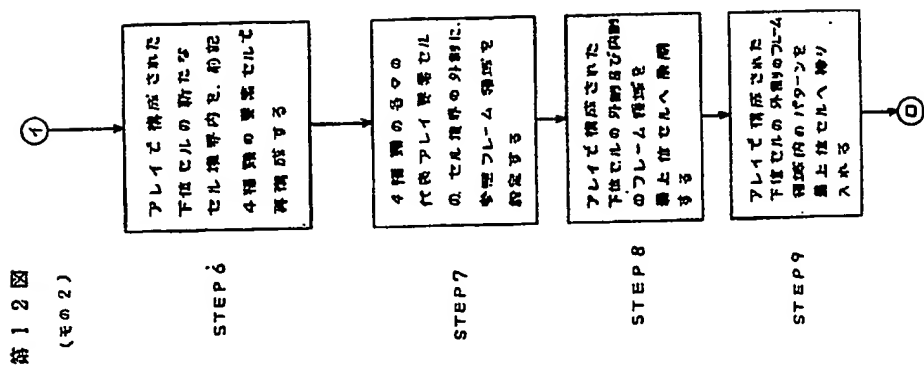 第12図
(その2)
イ
アレイで構成された
下位セルの新たな
セル境界内を、前記
4種類の要素セルで
再構成する
STEP6
4種類の各々の
代表アレイ要素セル
の、セル境界の外側に、
参照フレーム領域を
設定する
STEP7
アレイで構成された
下位セルの外側及び内側
のフレーム領域を
最上位セルへ展開
する
STEP8
アレイで構成された
下位セルの外側のフレーム
領域内のパターンを
最上位セルへ繰り
入れる
STEP9
ロ